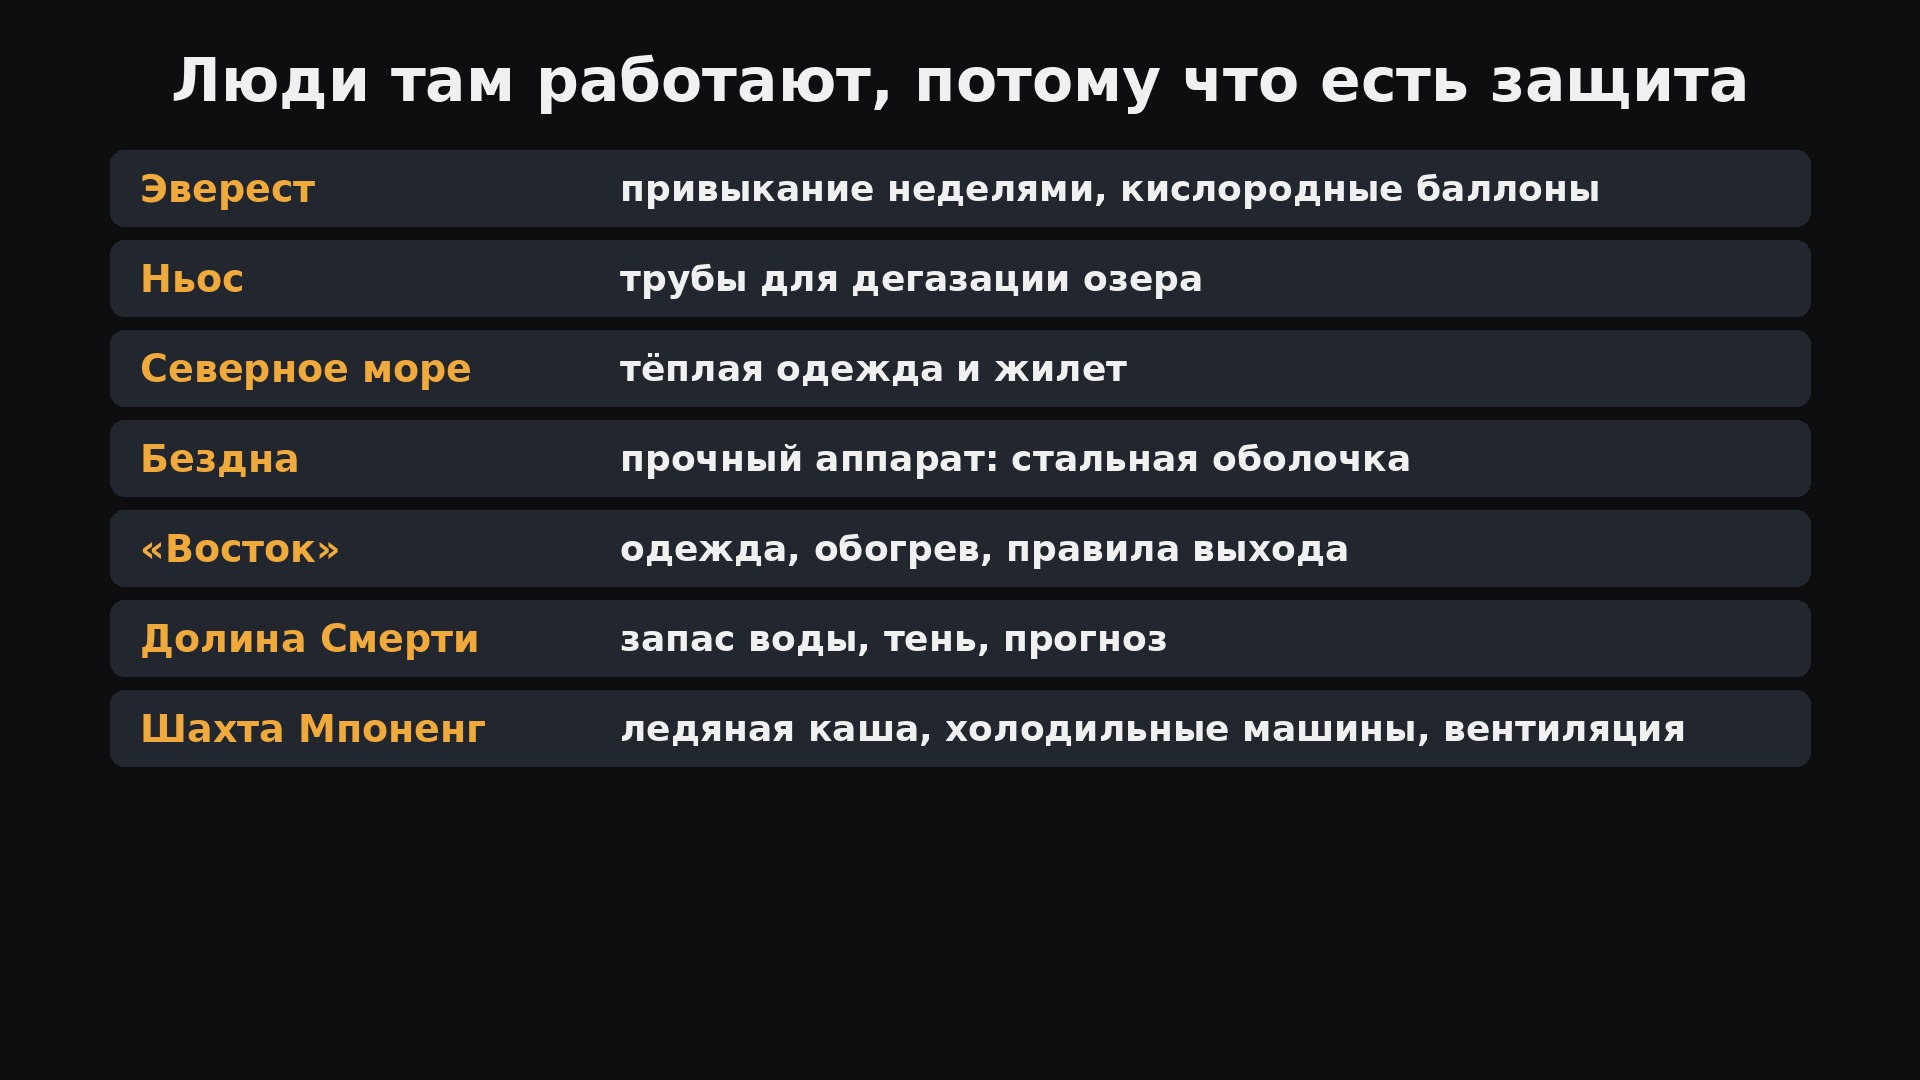 Люди там работают, потому что есть защита
Эверест привыкание неделями, кислородные баллоны
Ньос трубы для дегазации озера
Северное море тёплая одежда и жилет
Бездна прочный аппарат: стальная оболочка
«Восток» одежда, обогрев, правила выхода
Долина Смерти запас воды, тень, прогноз
Шахта Мпоненг ледяная каша, холодильные машины, вентиляция